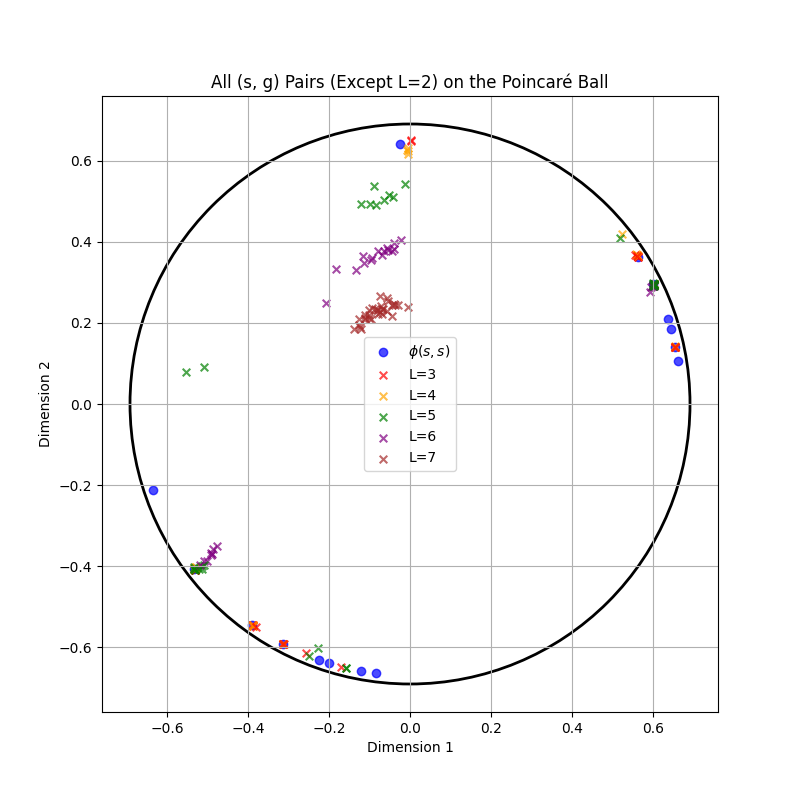 All (s, g) Pairs (Except L=2) on the Poincaré Ball
Dimension 2
0.6
0.4
0.2
0.0
−0.2
−0.4
−0.6
ϕ(s, s)
L=3
L=4
L=5
L=6
L=7
−0.6 −0.4 −0.2 0.0 0.2 0.4 0.6
Dimension 1